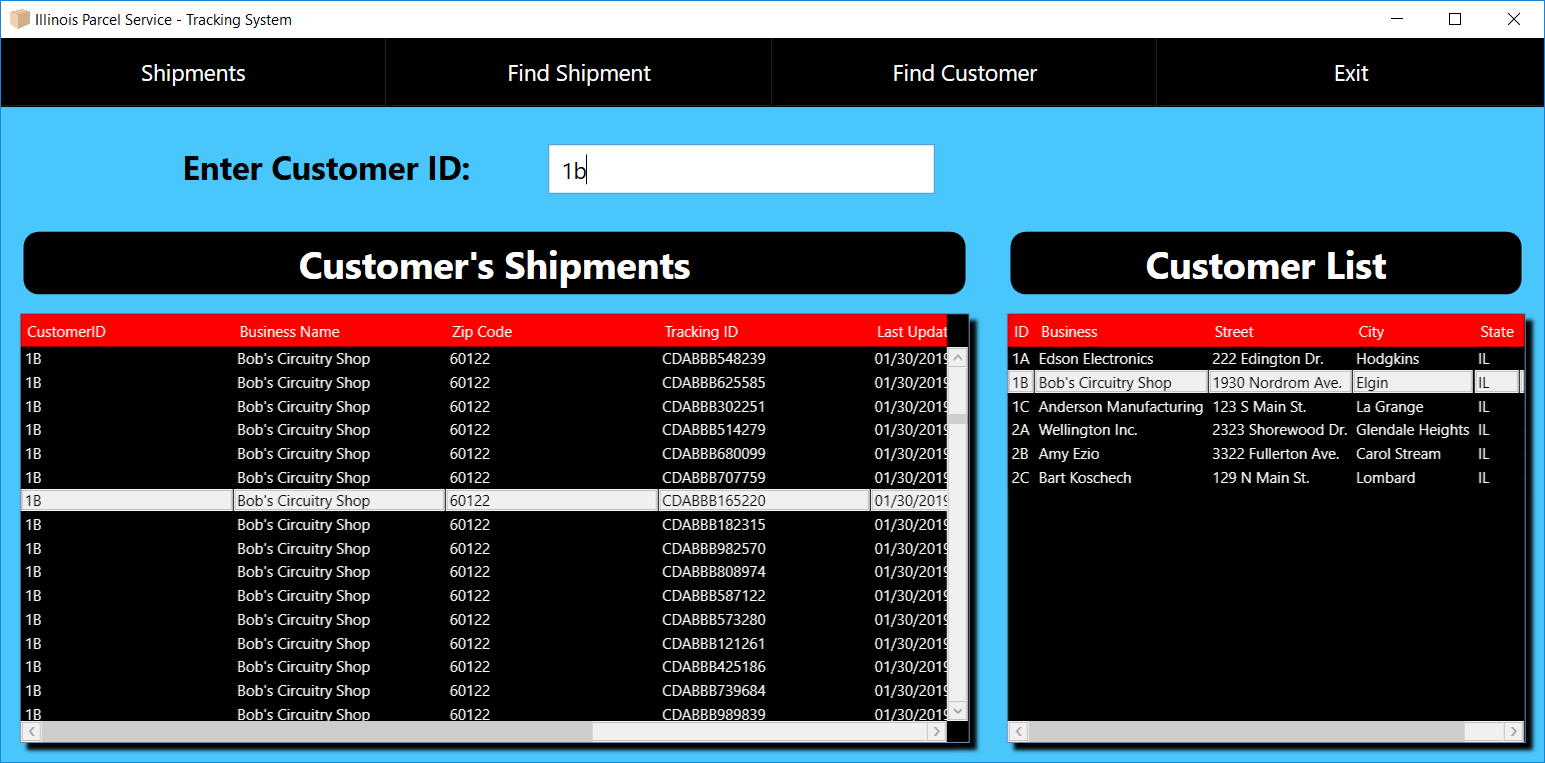 Illinois Parcel Service - Tracking System
Shipments Find Shipment Find Customer Exit
Enter Customer ID: 1b
Customer's Shipments
CustomerID Business Name Zip Code Tracking ID Last Updat
1B Bob's Circuitry Shop 60122 CDABBB548239 01/30/2019
1B Bob's Circuitry Shop 60122 CDABBB625585 01/30/2019
1B Bob's Circuitry Shop 60122 CDABBB302251 01/30/2019
1B Bob's Circuitry Shop 60122 CDABBB514279 01/30/2019
1B Bob's Circuitry Shop 60122 CDABBB680099 01/30/2019
1B Bob's Circuitry Shop 60122 CDABBB707759 01/30/2019
1B Bob's Circuitry Shop 60122 CDABBB165220 01/30/2019
1B Bob's Circuitry Shop 60122 CDABBB182315 01/30/2019
1B Bob's Circuitry Shop 60122 CDABBB982570 01/30/2019
1B Bob's Circuitry Shop 60122 CDABBB808974 01/30/2019
1B Bob's Circuitry Shop 60122 CDABBB587122 01/30/2019
1B Bob's Circuitry Shop 60122 CDABBB573280 01/30/2019
1B Bob's Circuitry Shop 60122 CDABBB121261 01/30/2019
1B Bob's Circuitry Shop 60122 CDABBB425186 01/30/2019
1B Bob's Circuitry Shop 60122 CDABBB739684 01/30/2019
1B Bob's Circuitry Shop 60122 CDABBB989839 01/30/2019
Customer List
ID Business Street City State
1A Edson Electronics 222 Edington Dr. Hodgkins IL
1B Bob's Circuitry Shop 1930 Nordrom Ave. Elgin IL
1C Anderson Manufacturing 123 S Main St. La Grange IL
2A Wellington Inc. 2323 Shorewood Dr. Glendale Heights IL
2B Amy Ezio 3322 Fullerton Ave. Carol Stream IL
2C Bart Koschech 129 N Main St. Lombard IL